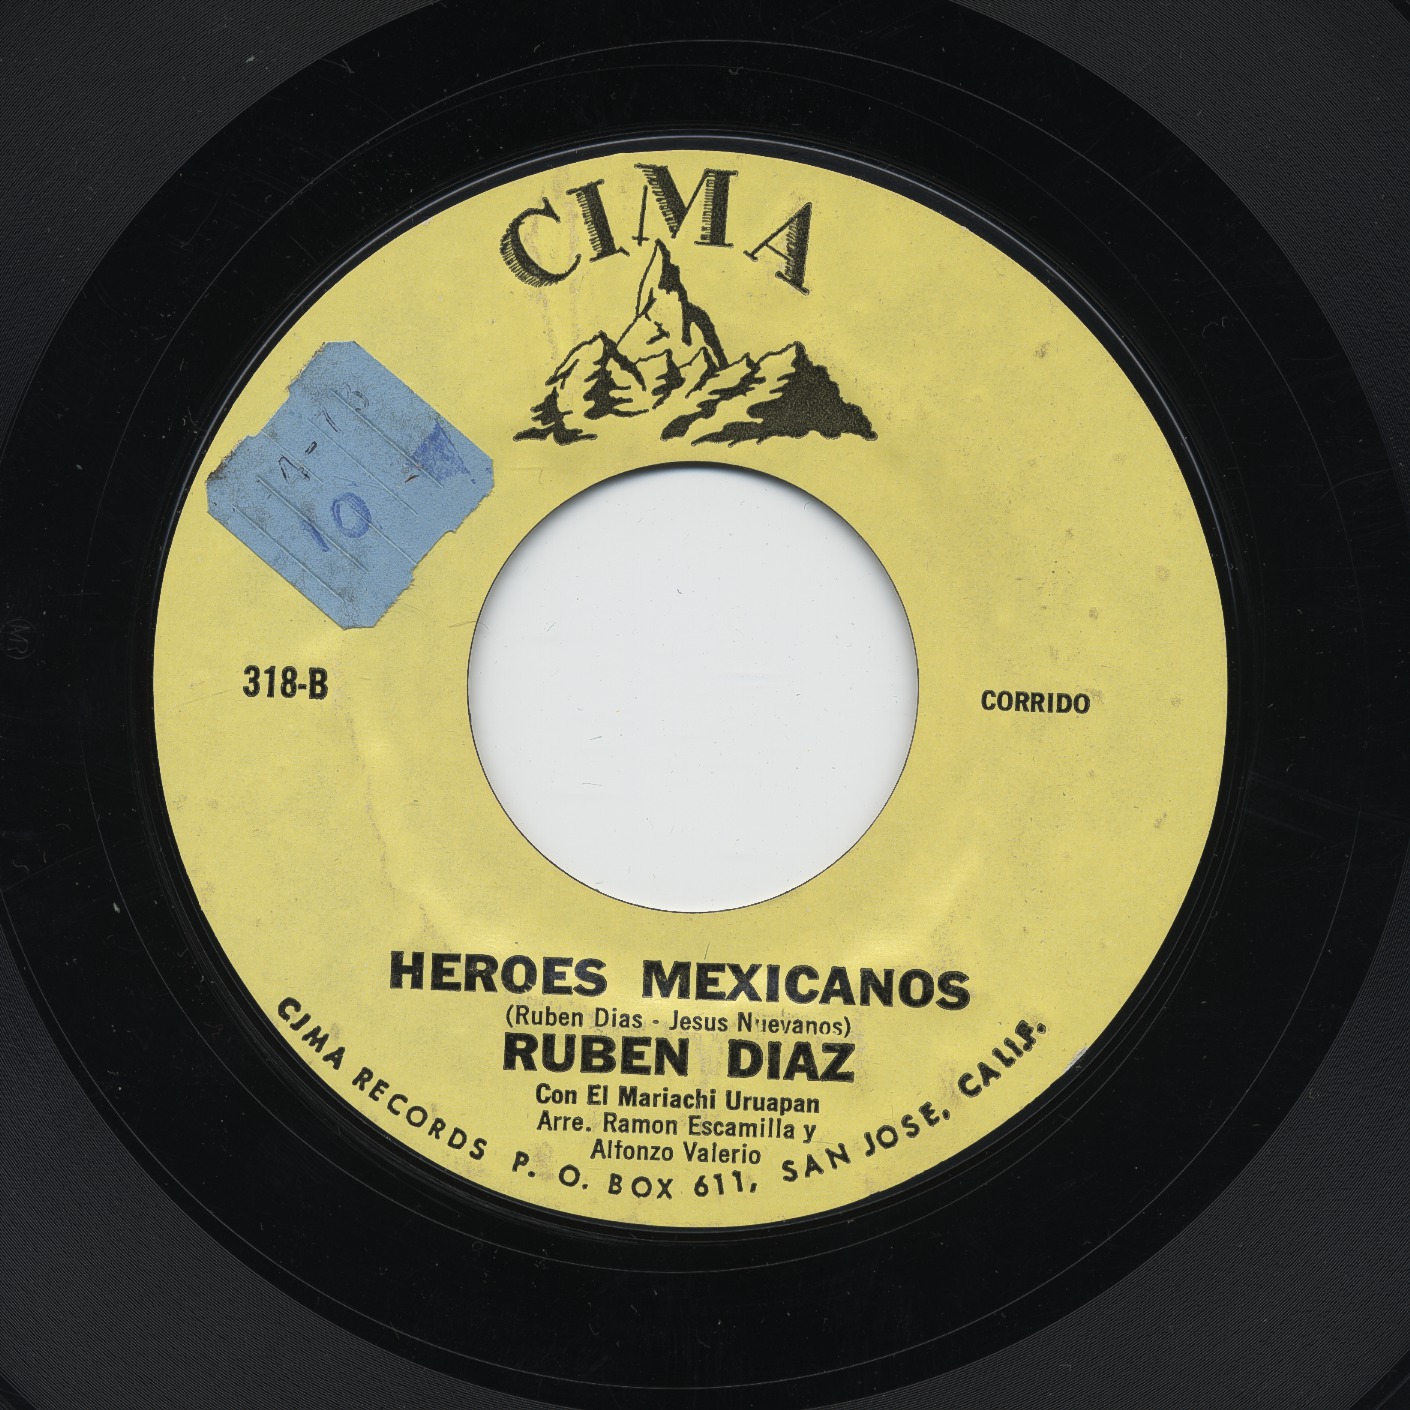 CIMA
10
318-B
CORRIDO
HEROES MEXICANOS
(Ruben Dias - Jesus Nuevanos)
RUBEN DIAZ
Con El Mariachi Uruapan
Arre. Ramon Escamilla y
Alfonzo Valerio
CIMA RECORDS P. O. BOX 611, SAN JOSE, CALIF.